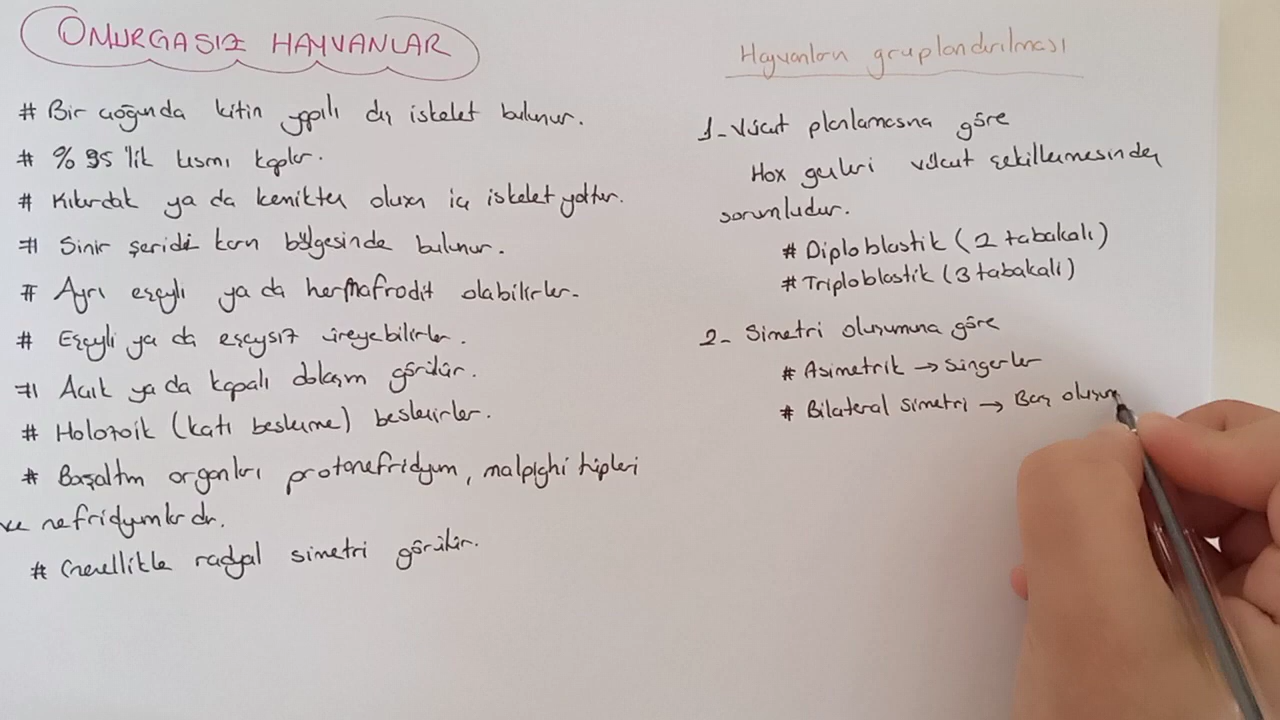 OMURGASIZ HAYVANLAR
# Bir çoğunda kitin yapılı dış iskelet bulunur.
# % 95 'lik kısmı kaplar.
# Kıkırdak ya da kemikten oluşan iç iskelet yoktur.
# Sinir şeridi karın bölgesinde bulunur.
# Ayrı eşeyli ya da hermafrodit olabilirler.
# Eşeyli ya da eşeysiz üreyebilirler.
# Açık ya da kapalı dolaşım görülür.
# Holozoik (katı beslenme) beslenirler.
# Boşaltım organları protonefridyum, malpighi tüpleri
ve nefridyumlardır.
# Genellikle radyal simetri görülür.
Hayvanların gruplandırılması
1- Vücut planlamasına göre
Hox genleri vücut şekillenmesinden
sorumludur.
# Diploblastik (2 tabakalı)
# Triploblastik (3 tabakalı)
2- Simetri oluşumuna göre
# Asimetrik → Süngerler
# Bilateral simetri → Baş oluşum